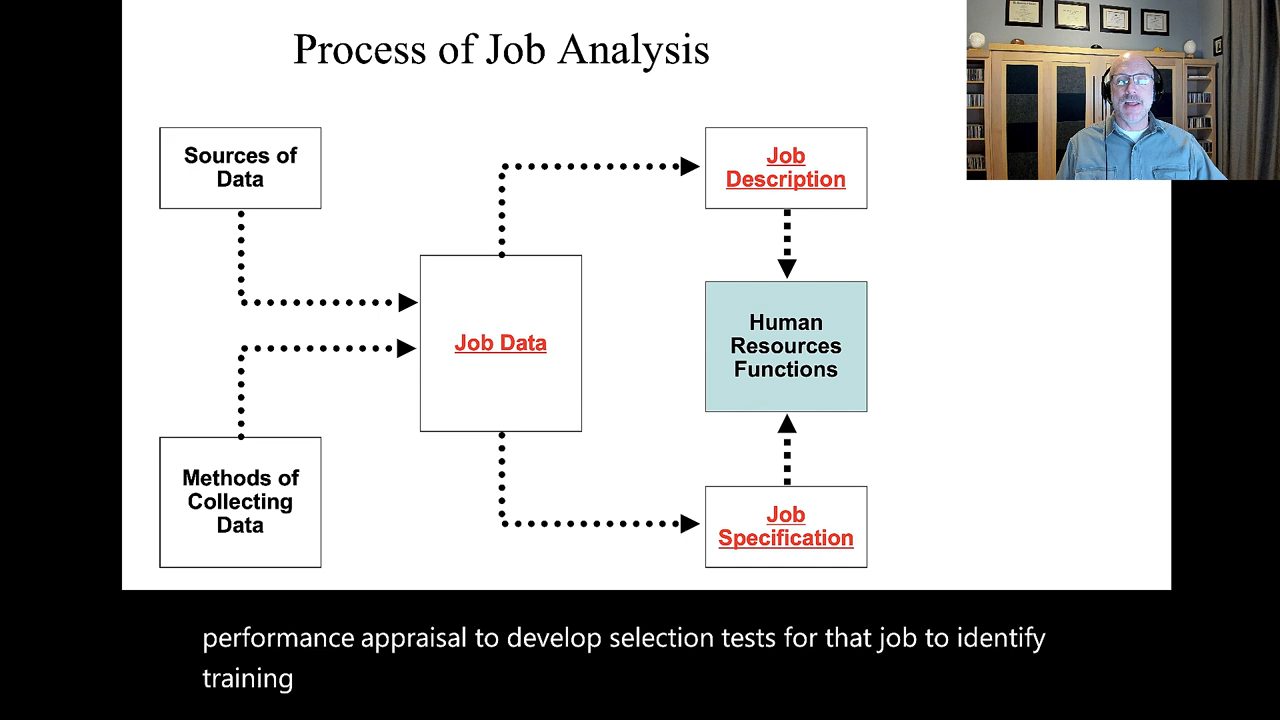 Process of Job Analysis
Sources of
Data
Job
Description
Job Data
Human
Resources
Functions
Methods of
Collecting
Data
Job
Specification
performance appraisal to develop selection tests for that job to identify
training